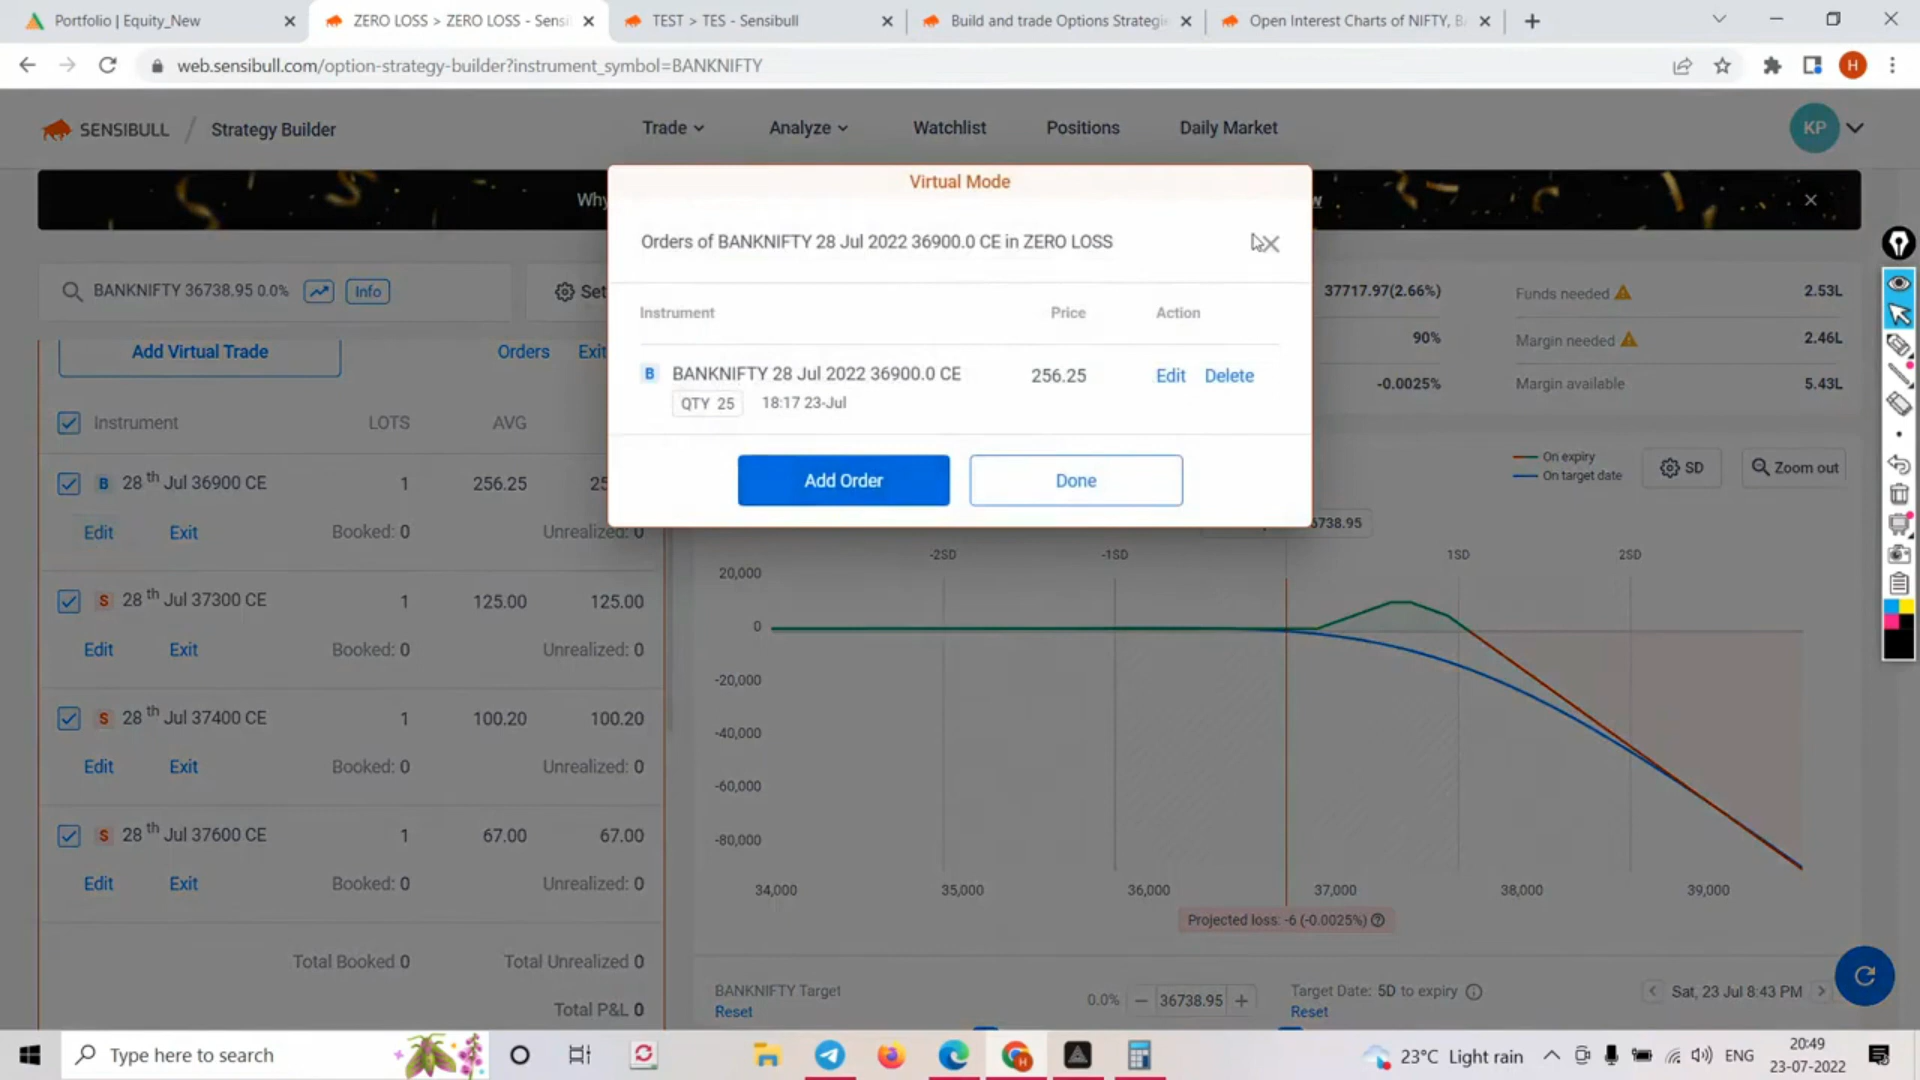 Portfolio | Equity_New
ZERO LOSS > ZERO LOSS - Sensi
TEST > TES - Sensibull
Build and trade Options Strategi
Open Interest Charts of NIFTY, B
web.sensibull.com/option-strategy-builder?instrument_symbol=BANKNIFTY
H
SENSIBULL / Strategy Builder
Trade
Analyze
Watchlist
Positions
Daily Market
KP
Virtual Mode
Why
Orders of BANKNIFTY 28 Jul 2022 36900.0 CE in ZERO LOSS
BANKNIFTY 36738.95 0.0%
Info
Set
37717.97(2.66%)
Funds needed
2.53L
Instrument
Price
Action
90%
Margin needed
2.46L
Add Virtual Trade
Orders
Exit
B BANKNIFTY 28 Jul 2022 36900.0 CE
256.25
Edit
Delete
-0.0025%
Margin available
5.43L
QTY 25
18:17 23-Jul
Instrument
LOTS
AVG
Add Order
Done
On expiry
On target date
SD
Zoom out
B 28 th Jul 36900 CE
1
256.25
25
Edit
Exit
Booked: 0
Unrealized: 0
6738.95
-2SD
-1SD
1SD
2SD
20,000
0
-20,000
-40,000
-60,000
-80,000
34,000
35,000
36,000
37,000
38,000
39,000
Projected loss: -6 (-0.0025%)
S 28 th Jul 37300 CE
1
125.00
125.00
Edit
Exit
Booked: 0
Unrealized: 0
S 28 th Jul 37400 CE
1
100.20
100.20
Edit
Exit
Booked: 0
Unrealized: 0
S 28 th Jul 37600 CE
1
67.00
67.00
Edit
Exit
Booked: 0
Unrealized: 0
Total Booked 0
Total Unrealized 0
Total P&L 0
BANKNIFTY Target
Reset
0.0%
36738.95
Target Date: 5D to expiry
Reset
Sat, 23 Jul 8:43 PM
Type here to search
23°C Light rain
ENG
20:49
23-07-2022